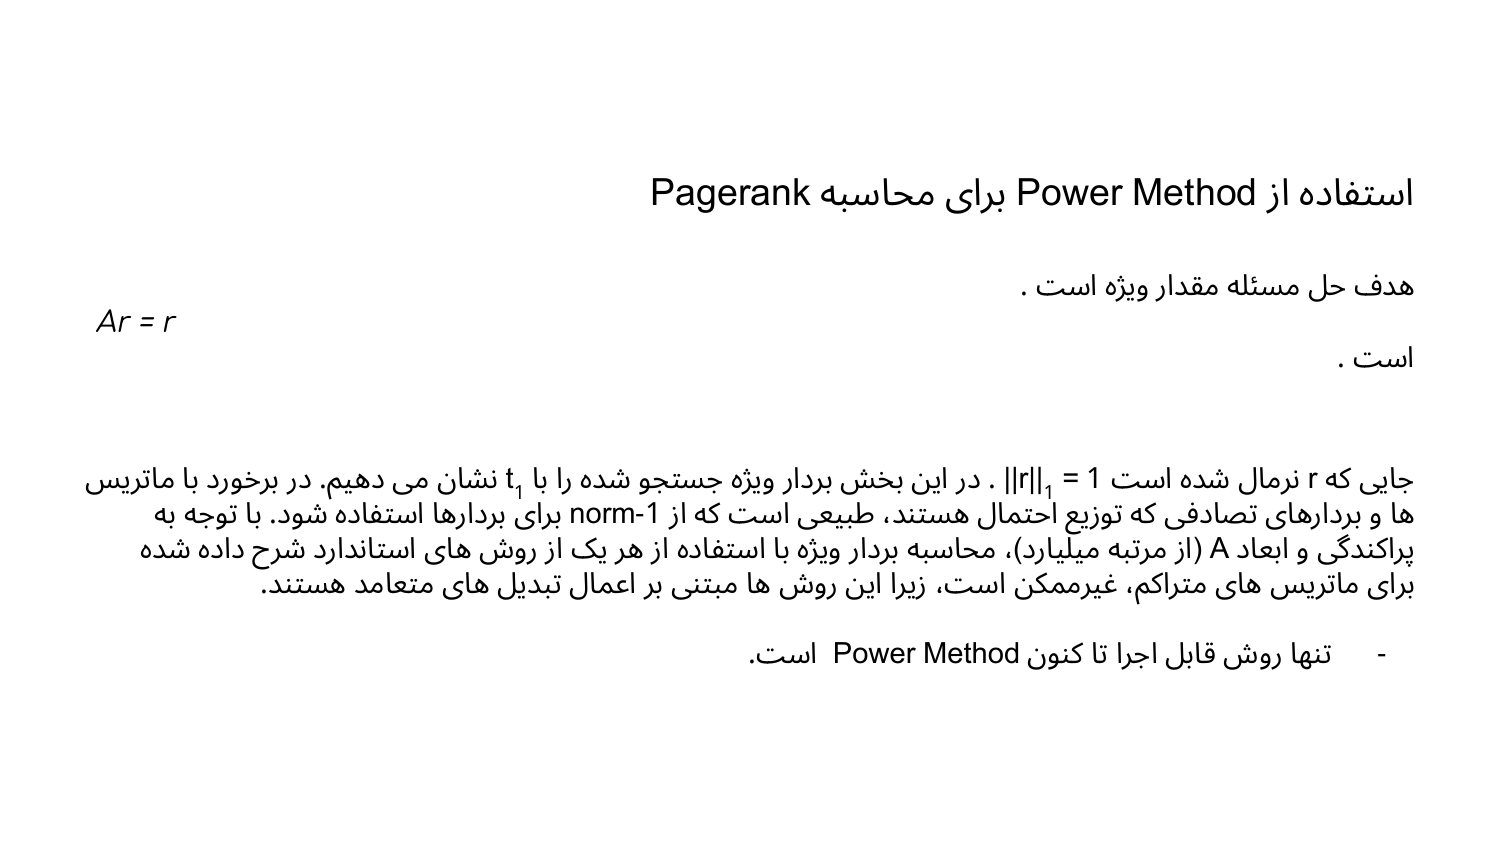 استفاده از Power Method برای محاسبه Pagerank
هدف حل مسئله مقدار ویژه است .
Ar = r
است .
جایی که r نرمال شده است ||r||₁ = 1 . در این بخش بردار ویژه جستجو شده را با t₁ نشان می دهیم. در برخورد با ماتریس
ها و بردارهای تصادفی که توزیع احتمال هستند، طبیعی است که از norm-1 برای بردارها استفاده شود. با توجه به
پراکندگی و ابعاد A (از مرتبه میلیارد)، محاسبه بردار ویژه با استفاده از هر یک از روش های استاندارد شرح داده شده
برای ماتریس های متراکم، غیرممکن است، زیرا این روش ها مبتنی بر اعمال تبدیل های متعامد هستند.
- تنها روش قابل اجرا تا کنون Power Method است.